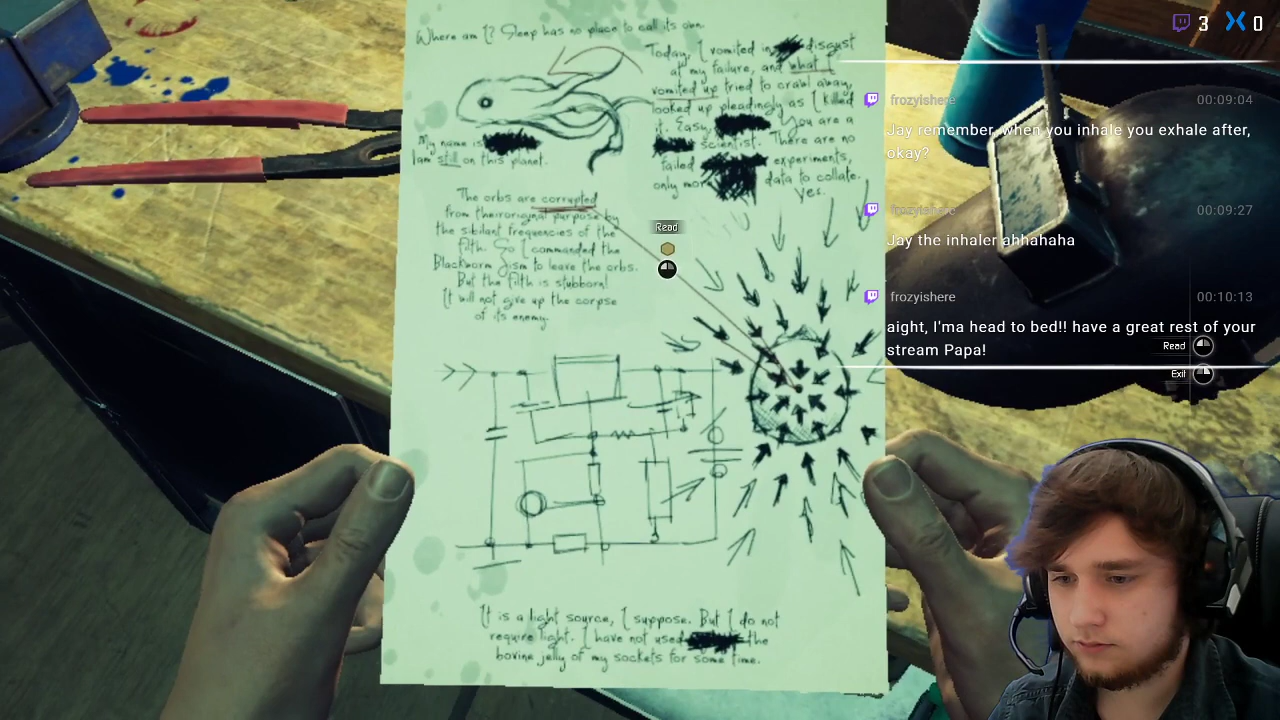 Where am I? Sleep has no place to call its own.
My name is
I am still on this planet.
Today, I vomited in disgust
at my failure, and what I
vomited up tried to crawl away,
looked up pleadingly as I killed
it. Easy, You are a
scientist. There are no
failed experiments,
only more data to collate.
Yes.
The orbs are corrupted
from their original purpose by
the sibilant frequencies of the
filth. So I commanded the
Blackworm Jism to leave the orbs.
But the filth is stubborn!
It will not give up the corpse
of its enemy.
It is a light source, I suppose. But I do not
require light. I have not used the
bovine jelly of my sockets for some time.
Read
3 0
frozyishere 00:09:04
Jay remember, when you inhale you exhale after,
okay?
frozyishere 00:09:27
Jay the inhaler ahhahaha
frozyishere 00:10:13
aight, I'ma head to bed!! have a great rest of your
stream Papa!
Read
Exit